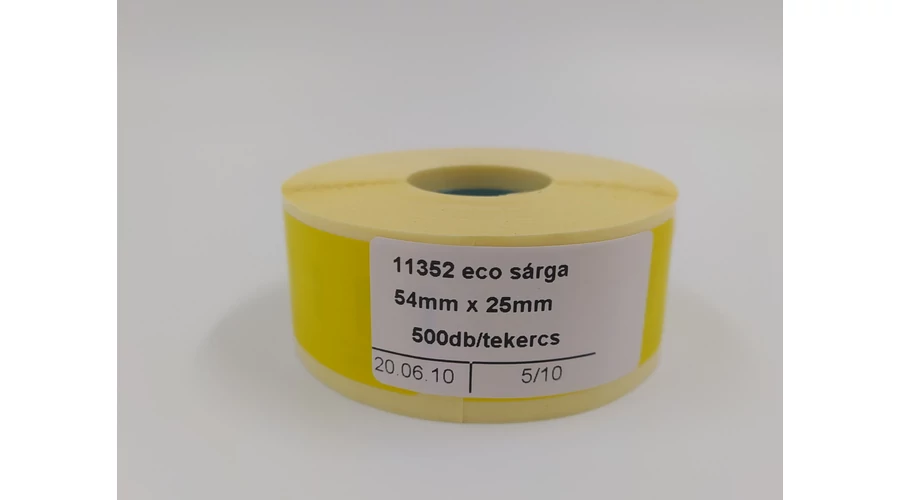 11352 eco sárga
54mm x 25mm
500db/tekercs
20.06.10 5/10